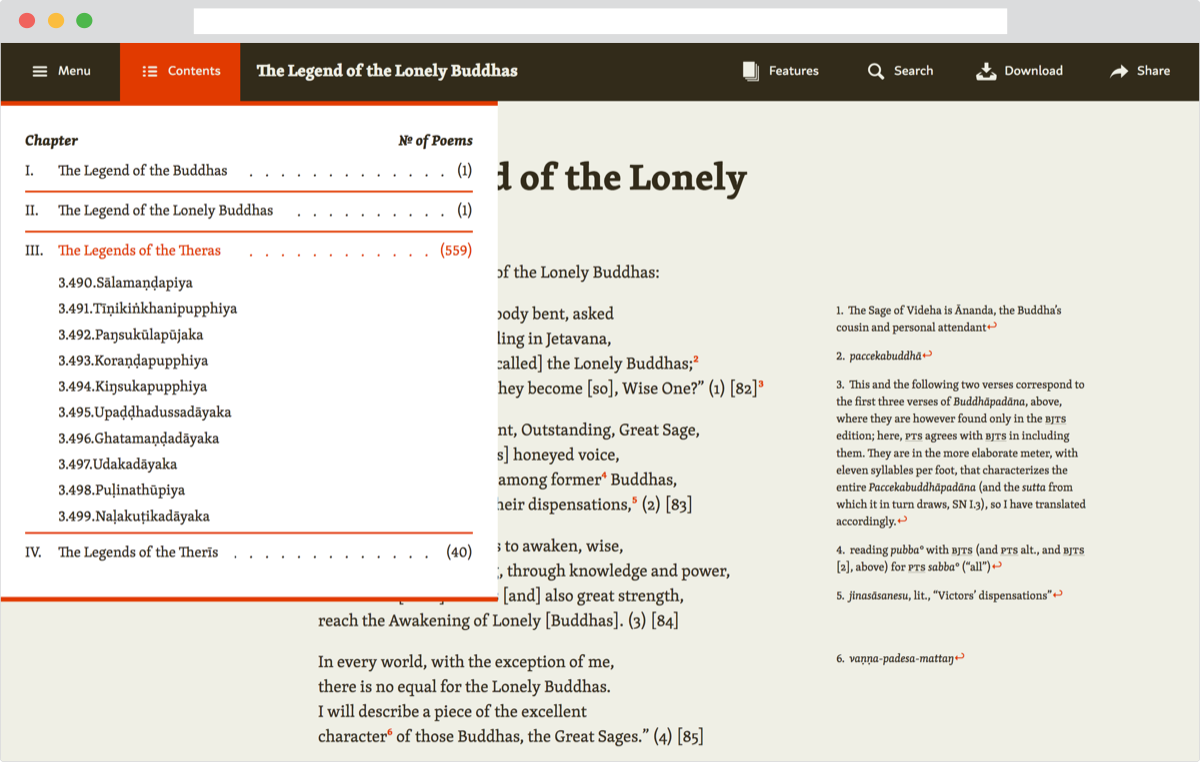 Menu
Contents
The Legend of the Lonely Buddhas
Features
Search
Download
Share
Chapter № of Poems
I. The Legend of the Buddhas . . . . . . . . . . . . . (1)
II. The Legend of the Lonely Buddhas . . . . . . . . . . (1)
III. The Legends of the Theras . . . . . . . . . . . . (559)
3.490.Sālamaṇḍapiya
3.491.Tīṇikiṅkhanipupphiya
3.492.Paŋsukūlapūjaka
3.493.Koraṇḍapupphiya
3.494.Kiŋsukapupphiya
3.495.Upaḍḍhadussadāyaka
3.496.Ghatamaṇḍadāyaka
3.497.Udakadāyaka
3.498.Puḷinathūpiya
3.499.Naḷakuṭikadāyaka
IV. The Legends of the Therīs . . . . . . . . . . . . . (40)
of the Lonely
of the Lonely Buddhas:
body bent, asked
in Jetavana,
called] the Lonely Buddhas;2
they become [so], Wise One?” (1) [82]3
Outstanding, Great Sage,
honeyed voice,
among former4 Buddhas,
their dispensations,5 (2) [83]
to awaken, wise,
through knowledge and power,
[and] also great strength,
reach the Awakening of Lonely [Buddhas]. (3) [84]
In every world, with the exception of me,
there is no equal for the Lonely Buddhas.
I will describe a piece of the excellent
character6 of those Buddhas, the Great Sages.” (4) [85]
1. The Sage of Videha is Ānanda, the Buddha’s
cousin and personal attendant↩
2. paccekabuddhā↩
3. This and the following two verses correspond to
the first three verses of Buddhāpadāna, above,
where they are however found only in the BJTS
edition; here, PTS agrees with BJTS in including
them. They are in the more elaborate meter, with
eleven syllables per foot, that characterizes the
entire Paccekabuddhāpadāna (and the sutta from
which it in turn draws, SN I.3), so I have translated
accordingly.↩
4. reading pubba° with BJTS (and PTS alt., and BJTS
[2], above) for PTS sabba° (“all”)↩
5. jinasāsanesu, lit., “Victors’ dispensations”↩
6. vaṇṇa-padesa-mattaŋ↩